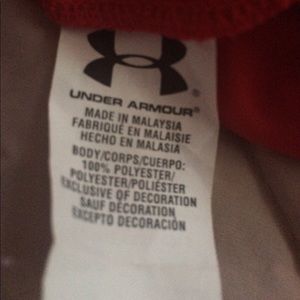 UNDER ARMOUR®
MADE IN MALAYSIA
FABRIQUÉ EN MALAISIE
HECHO EN MALASIA
BODY/CORPS/CUERPO:
100% POLYESTER/
POLYESTER/POLIÉSTER
EXCLUSIVE OF DECORATION
SAUF DÉCORATION
EXCEPTO DECORACIÓN